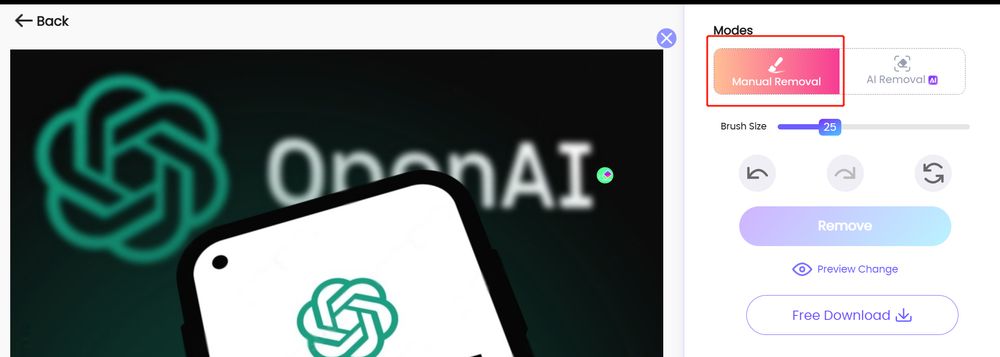 Back
OpenAI
Modes
Manual Removal
AI Removal AI
Brush Size
25
Remove
Preview Change
Free Download